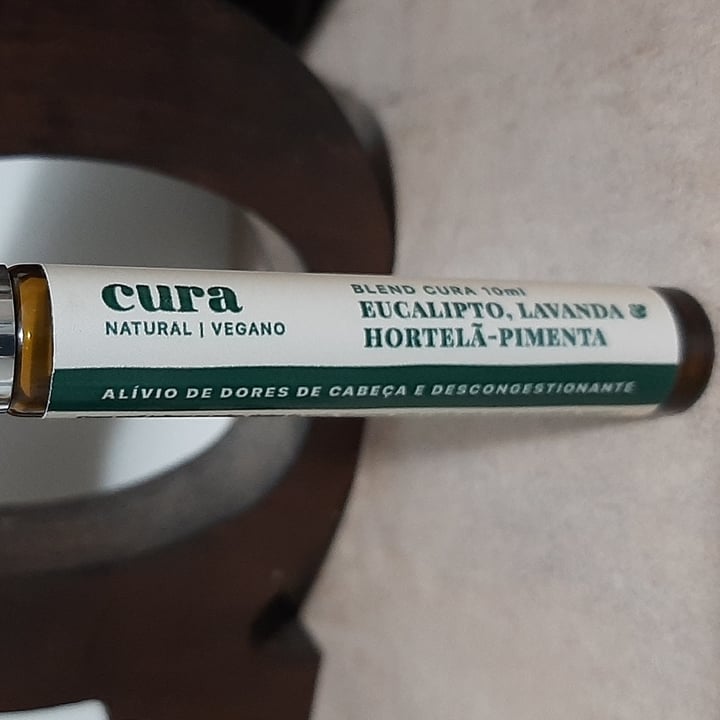 cura
NATURAL | VEGANO
BLEND CURA 10ml
EUCALIPTO, LAVANDA &
HORTELÃ-PIMENTA
ALÍVIO DE DORES DE CABEÇA E DESCONGESTIONANTE